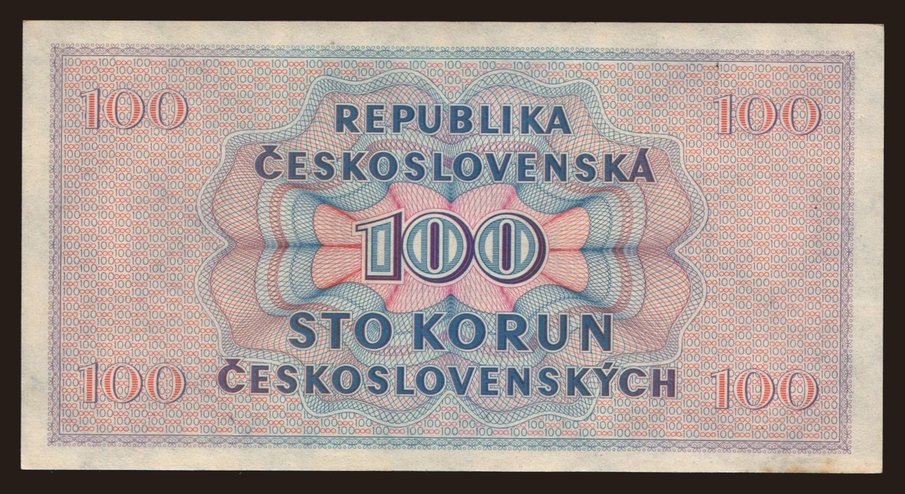 100 100
REPUBLIKA
ČESKOSLOVENSKÁ
100
STO KORUN
ČESKOSLOVENSKÝCH
100 100